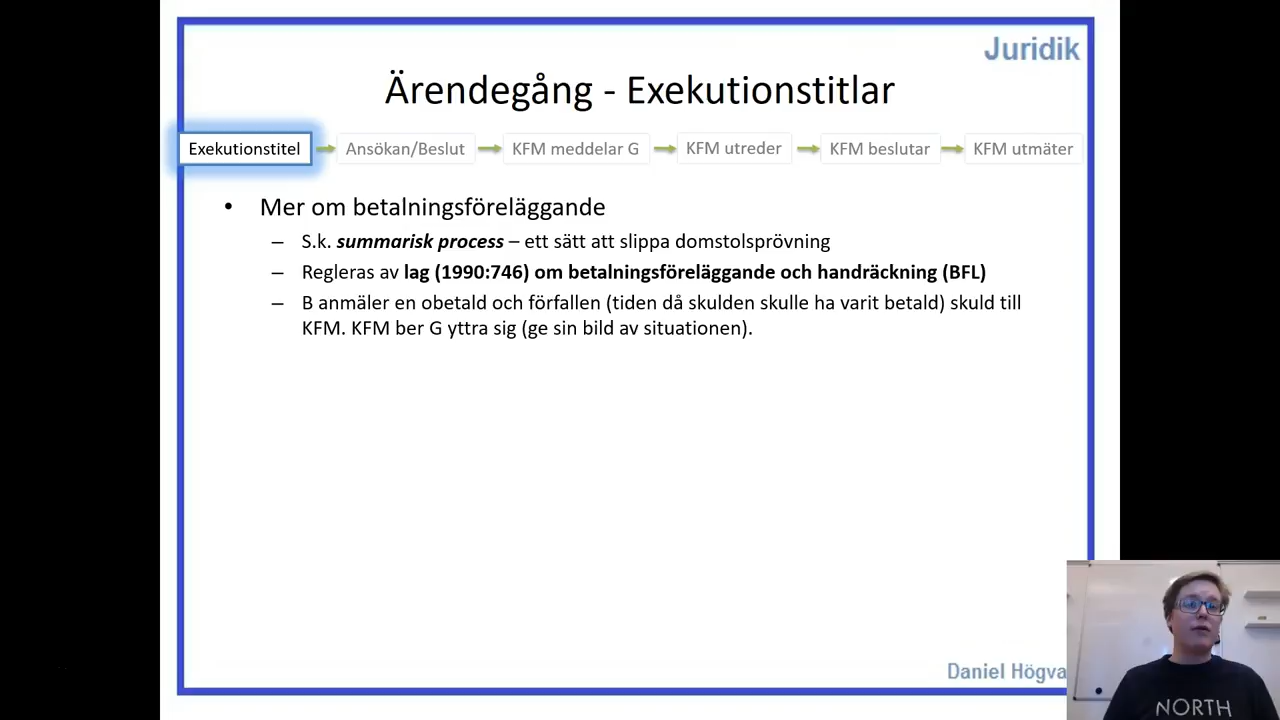 Juridik
Ärendegång - Exekutionstitlar
Exekutionstitel
Ansökan/Beslut
KFM meddelar G
KFM utreder
KFM beslutar
KFM utmäter
• Mer om betalningsföreläggande
– S.k. summarisk process – ett sätt att slippa domstolsprövning
– Regleras av lag (1990:746) om betalningsföreläggande och handräckning (BFL)
– B anmäler en obetald och förfallen (tiden då skulden skulle ha varit betald) skuld till
KFM. KFM ber G yttra sig (ge sin bild av situationen).
Daniel Högva
NORTH